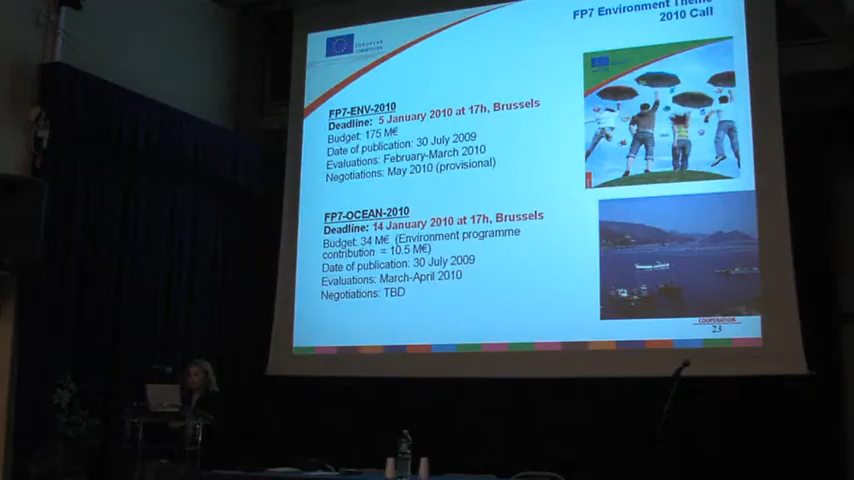 FP7 Environment Theme
2010 Call
EUROPEAN
COMMISSION
FP7-ENV-2010
Deadline: 5 January 2010 at 17h, Brussels
Budget: 175 M€
Date of publication: 30 July 2009
Evaluations: February-March 2010
Negotiations: May 2010 (provisional)
FP7-OCEAN-2010
Deadline: 14 January 2010 at 17h, Brussels
Budget: 34 M€ (Environment programme
contribution = 10.5 M€)
Date of publication: 30 July 2009
Evaluations: March-April 2010
Negotiations: TBD
COOPERATION
23